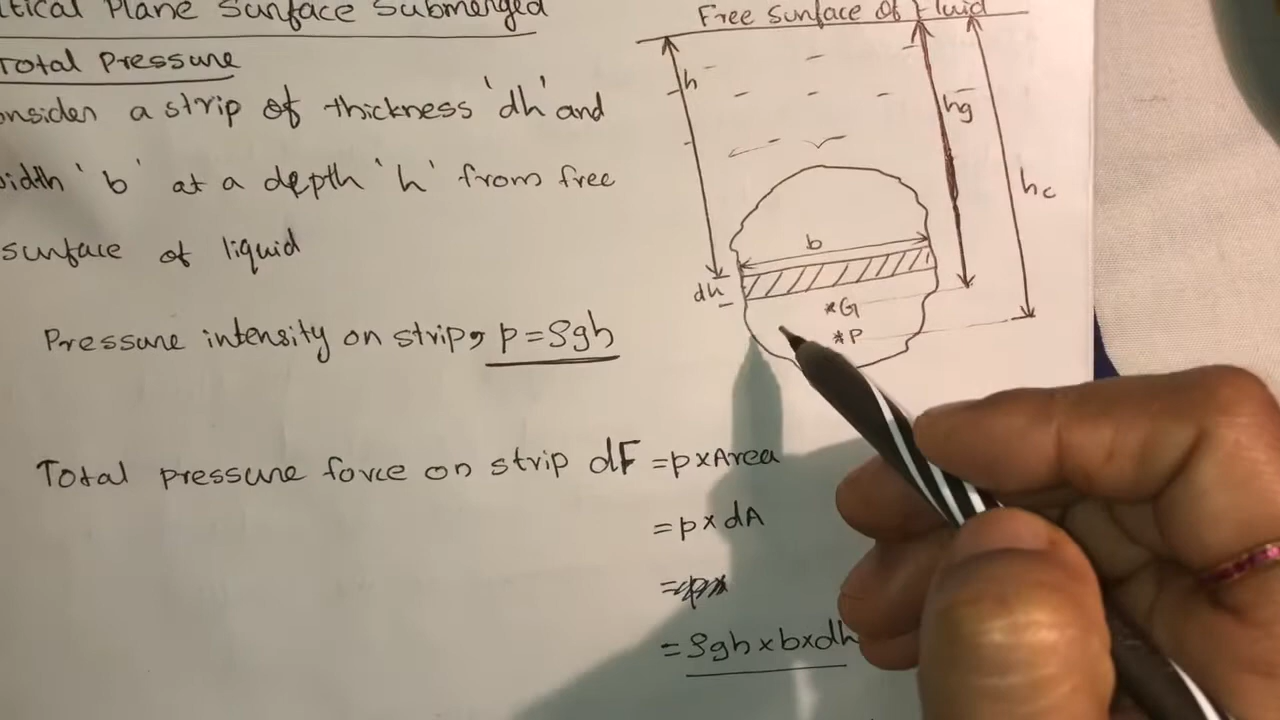 tical Plane Surface Submerged
Total Pressure
onsider a strip of thickness 'dh' and
width 'b' at a depth 'h' from free
surface of liquid
Pressure intensity on strip, p=ρgh
Total pressure force on strip dF = p×Area
= p × dA
= ρgh×b×dh
Free Surface of Fluid
h
hg
hc
b
dh
*G
*P